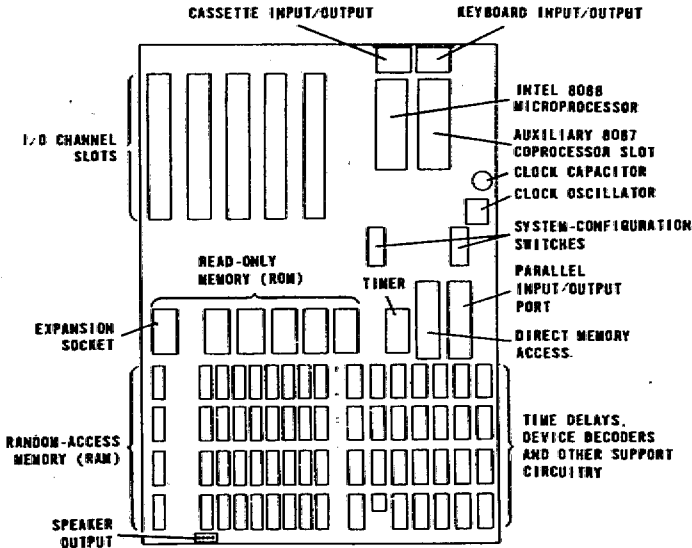 CASSETTE INPUT/OUTPUT
KEYBOARD INPUT/OUTPUT
INTEL 8088
MICROPROCESSOR
I/O CHANNEL
SLOTS
AUXILIARY 8087
COPROCESSOR SLOT
CLOCK CAPACITOR
CLOCK OSCILLATOR
SYSTEM-CONFIGURATION
SWITCHES
READ-ONLY
MEMORY (ROM)
TIMER
PARALLEL
INPUT/OUTPUT
PORT
EXPANSION
SOCKET
DIRECT MEMORY
ACCESS.
RANDOM-ACCESS
MEMORY (RAM)
TIME DELAYS,
DEVICE DECODERS
AND OTHER SUPPORT
CIRCUITRY
SPEAKER
OUTPUT